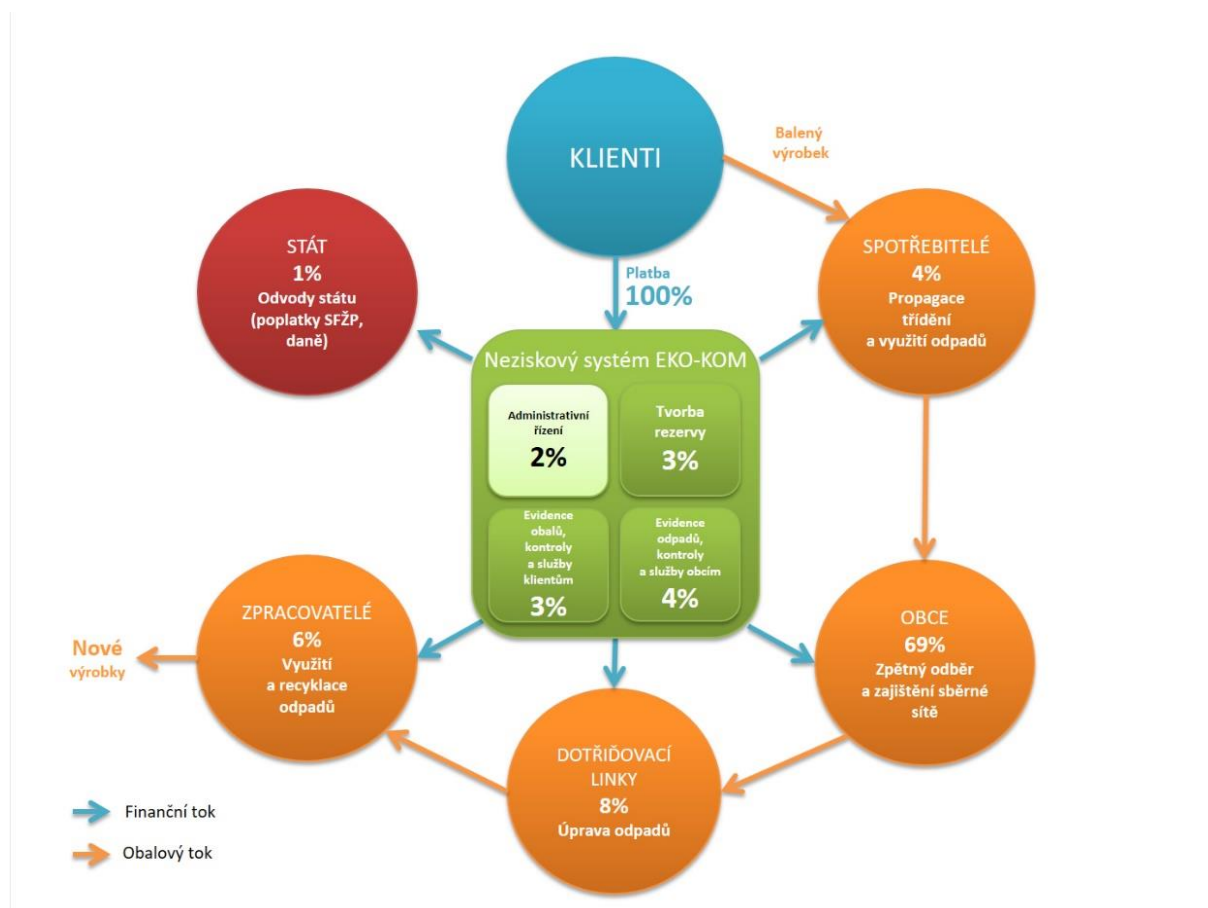 KLIENTI
Balený
výrobek
STÁT
1%
Odvody státu
(poplatky SFŽP,
daně)
Platba
100%
SPOTŘEBITELÉ
4%
Propagace
třídění
a využití odpadů
Neziskový systém EKO-KOM
Administrativní
řízení
2%
Tvorba
rezervy
3%
Evidence
obalů,
kontroly
a služby
klientům
3%
Evidence
odpadů,
kontroly
a služby obcím
4%
ZPRACOVATELÉ
6%
Využití
a recyklace
odpadů
Nové
výrobky
OBCE
69%
Zpětný odběr
a zajištění sběrné
sítě
DOTŘIĎOVACÍ
LINKY
8%
Úprava odpadů
Finanční tok
Obalový tok